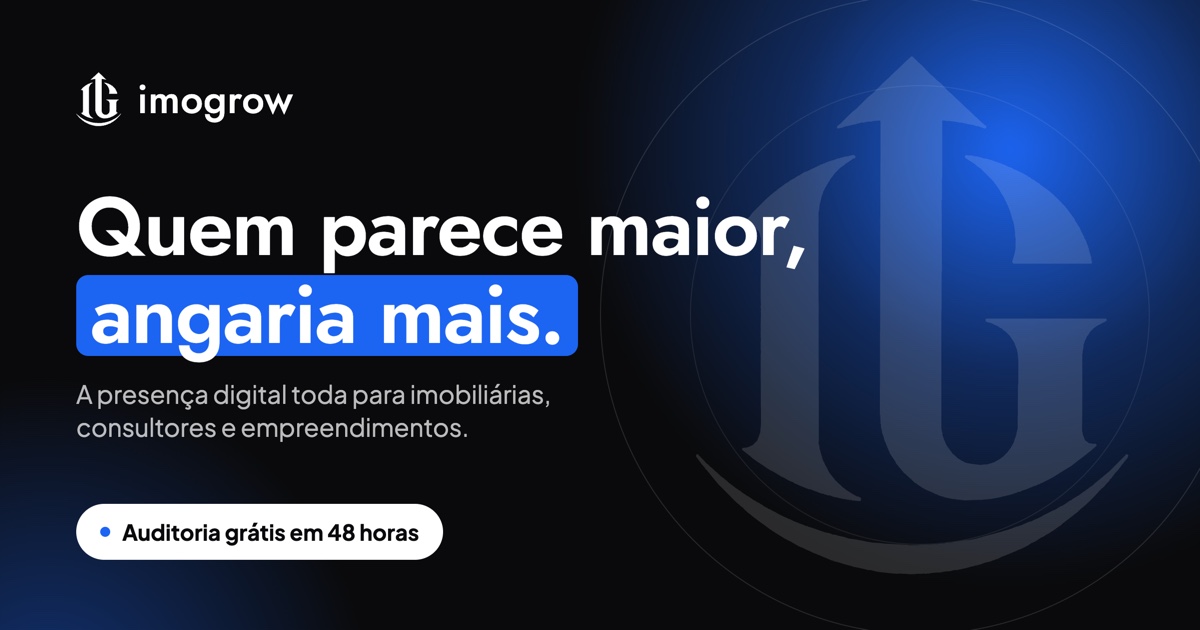 imogrow
Quem parece maior,
angaria mais.
A presença digital toda para imobiliárias,
consultores e empreendimentos.
Auditoria grátis em 48 horas